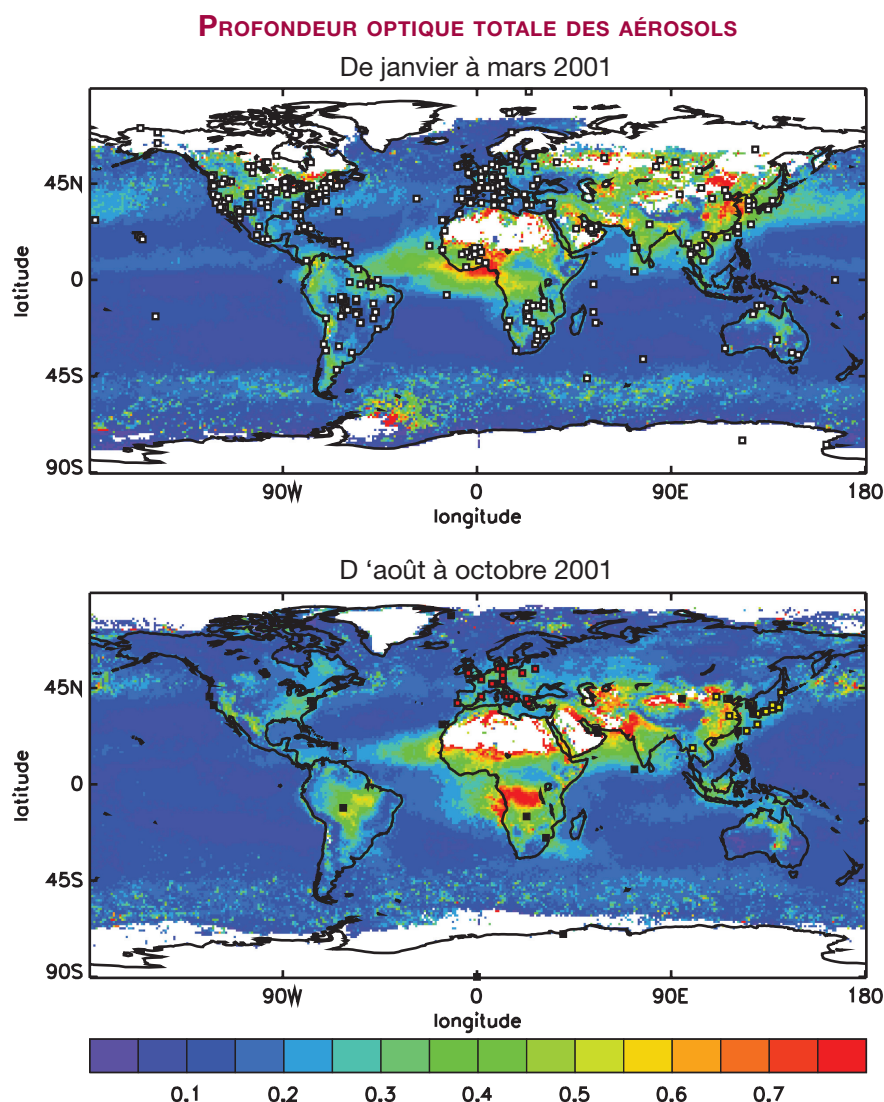 PROFONDEUR OPTIQUE TOTALE DES AÉROSOLS
De janvier à mars 2001
latitude
45N
0
45S
90S
90W 0 90E 180
longitude
D 'août à octobre 2001
latitude
45N
0
45S
90S
90W 0 90E 180
longitude
0.1 0.2 0.3 0.4 0.5 0.6 0.7